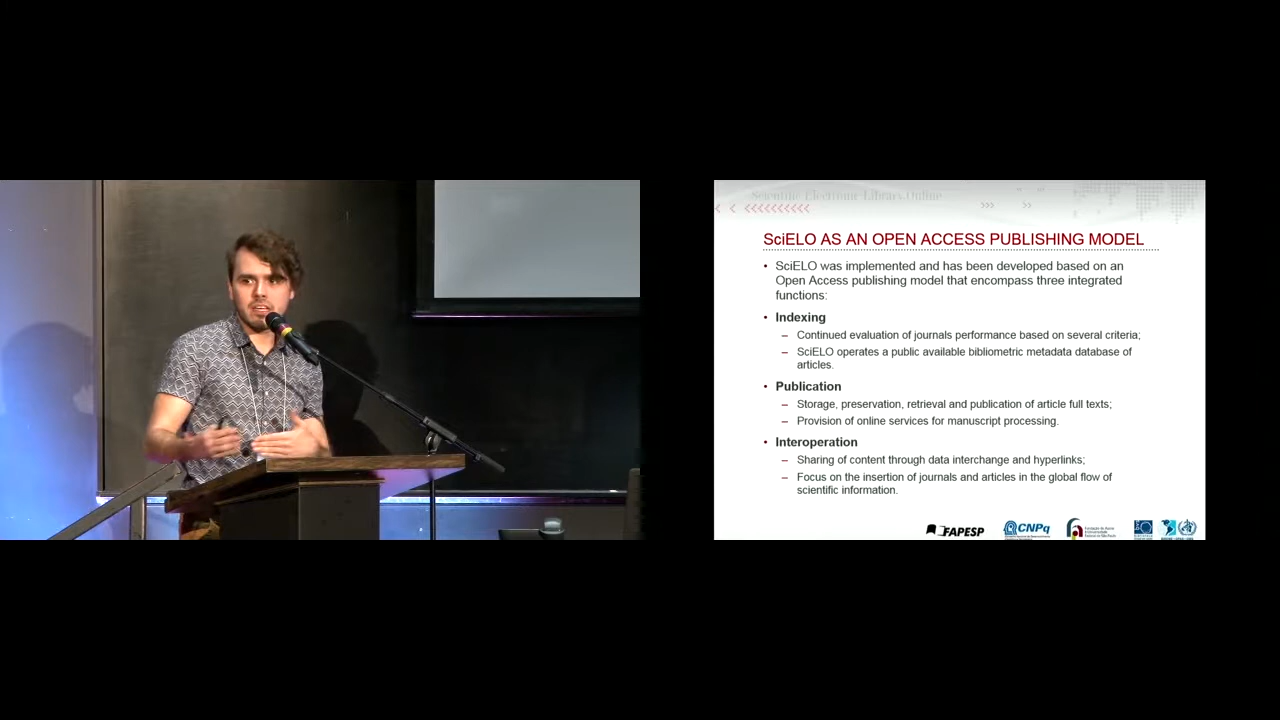 Scientific Electronic Library Online
SciELO AS AN OPEN ACCESS PUBLISHING MODEL
• SciELO was implemented and has been developed based on an
Open Access publishing model that encompass three integrated
functions:
• Indexing
– Continued evaluation of journals performance based on several criteria;
– SciELO operates a public available bibliometric metadata database of
articles.
• Publication
– Storage, preservation, retrieval and publication of article full texts;
– Provision of online services for manuscript processing.
• Interoperation
– Sharing of content through data interchange and hyperlinks;
– Focus on the insertion of journals and articles in the global flow of
scientific information.
FAPESP
CNPq